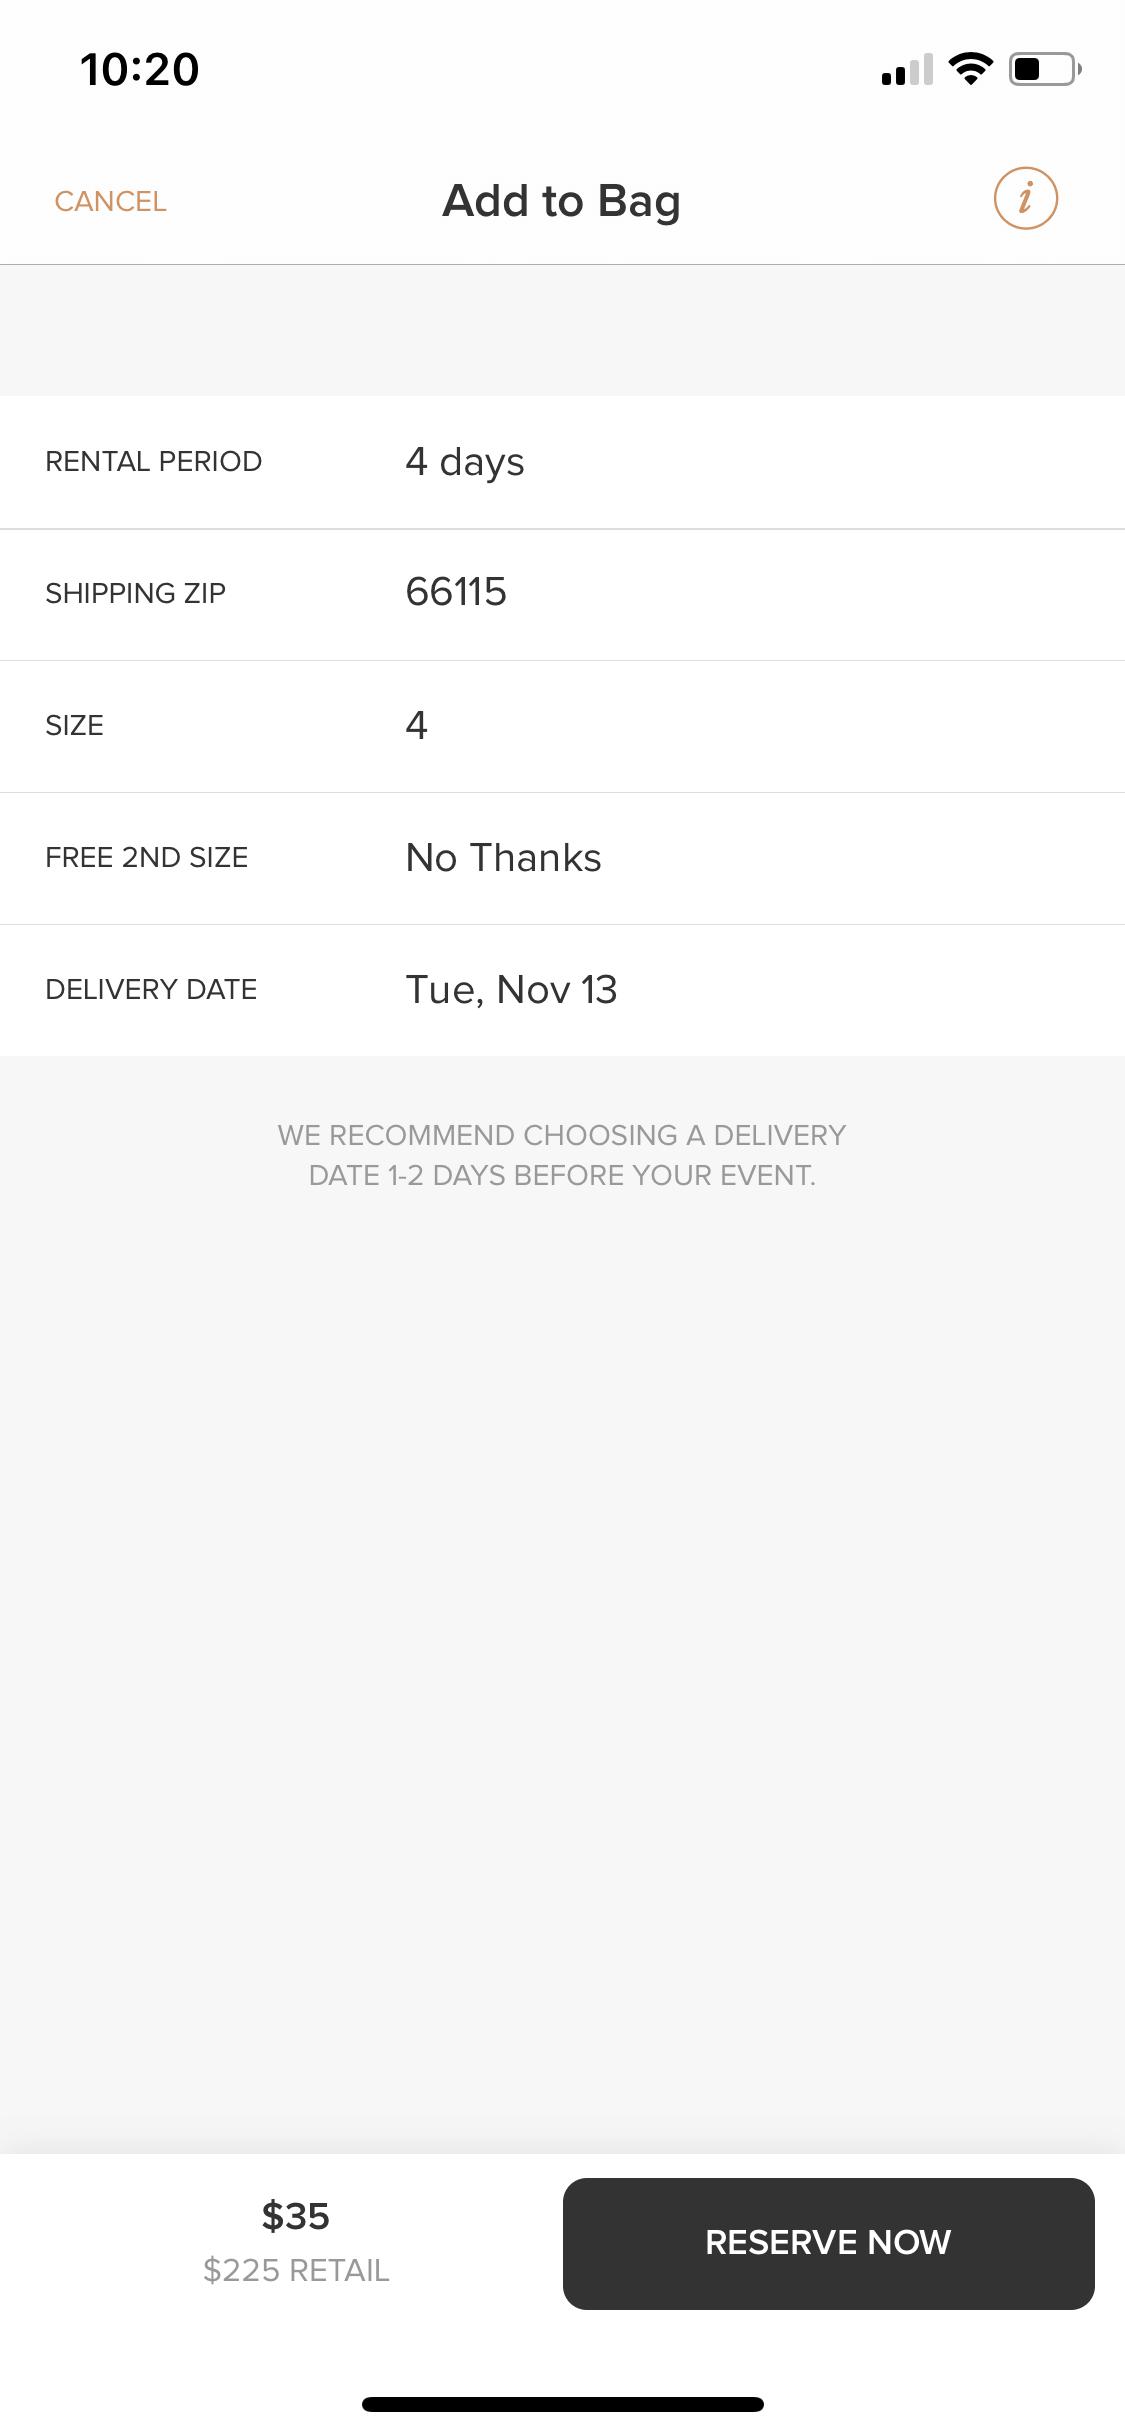 10:20
CANCEL
Add to Bag
i
RENTAL PERIOD
4 days
SHIPPING ZIP
66115
SIZE
4
FREE 2ND SIZE
No Thanks
DELIVERY DATE
Tue, Nov 13
WE RECOMMEND CHOOSING A DELIVERY
DATE 1-2 DAYS BEFORE YOUR EVENT.
$35
$225 RETAIL
RESERVE NOW